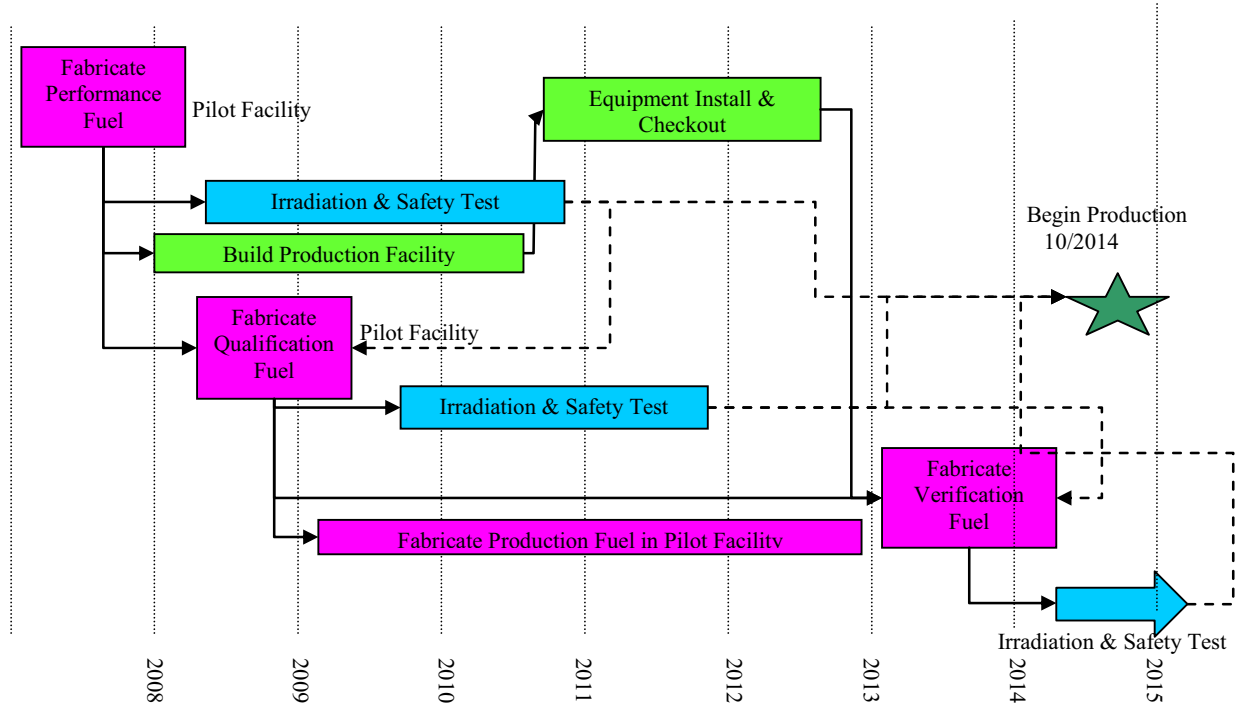 Fabricate
Performance
Fuel
Pilot Facility
Equipment Install &
Checkout
Irradiation & Safety Test
Build Production Facility
Begin Production
10/2014
Fabricate
Qualification
Fuel
Pilot Facility
Irradiation & Safety Test
Fabricate
Verification
Fuel
Fabricate Production Fuel in Pilot Facility
Irradiation & Safety Test
2008
2009
2010
2011
2012
2013
2014
2015